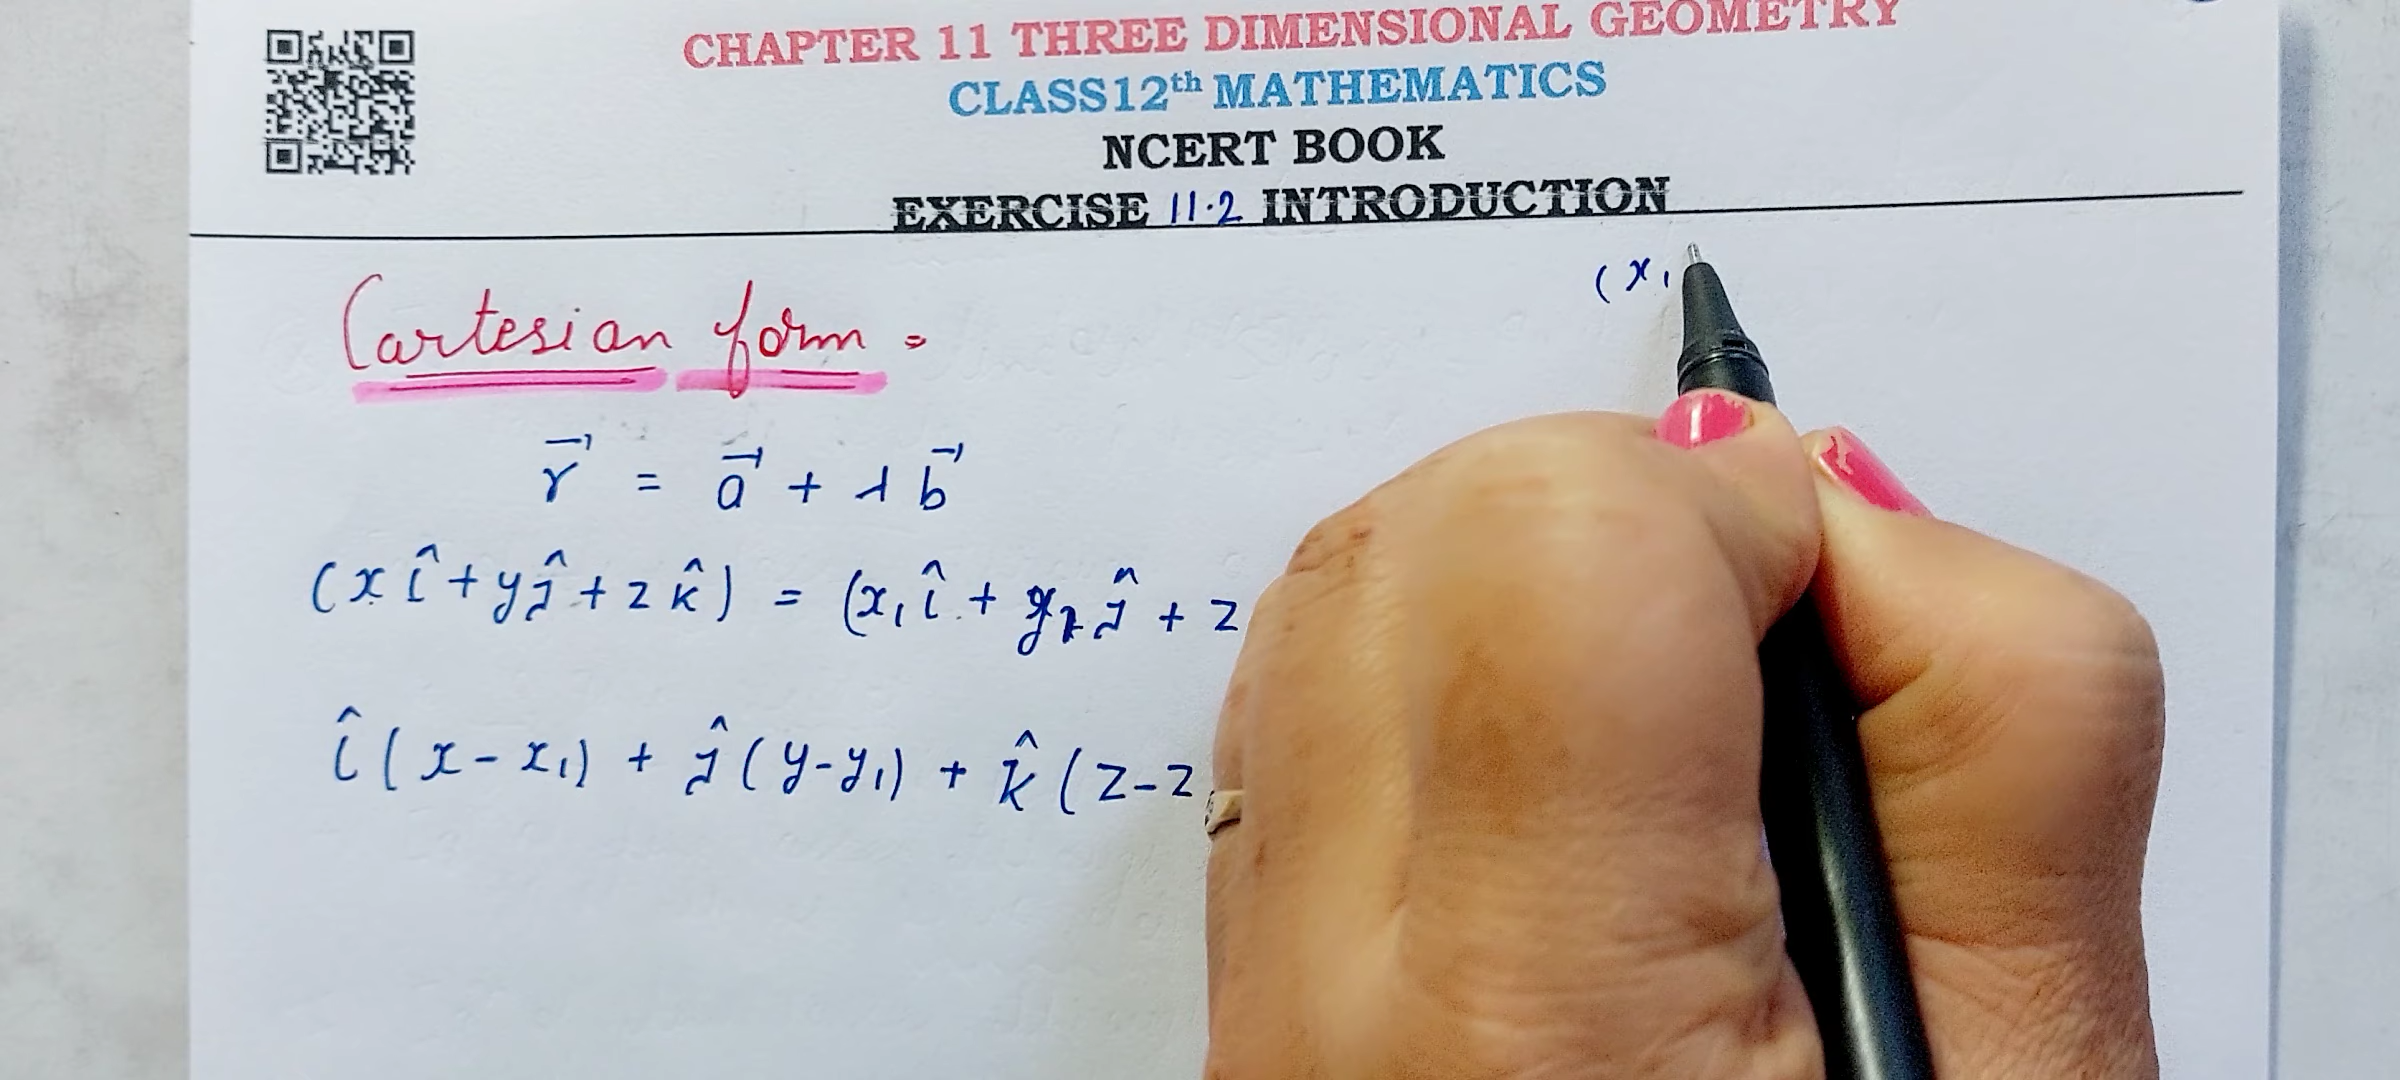 CHAPTER 11 THREE DIMENSIONAL GEOMETRY
CLASS12th MATHEMATICS
NCERT BOOK
EXERCISE 11.2 INTRODUCTION
(x₁
Cartesian form =
r⃗ = a⃗ + λ b⃗
(x î + y ĵ + z k̂) = (x₁ î + y₁ ĵ + z
î (x - x₁) + ĵ (y - y₁) + k̂ (z - z